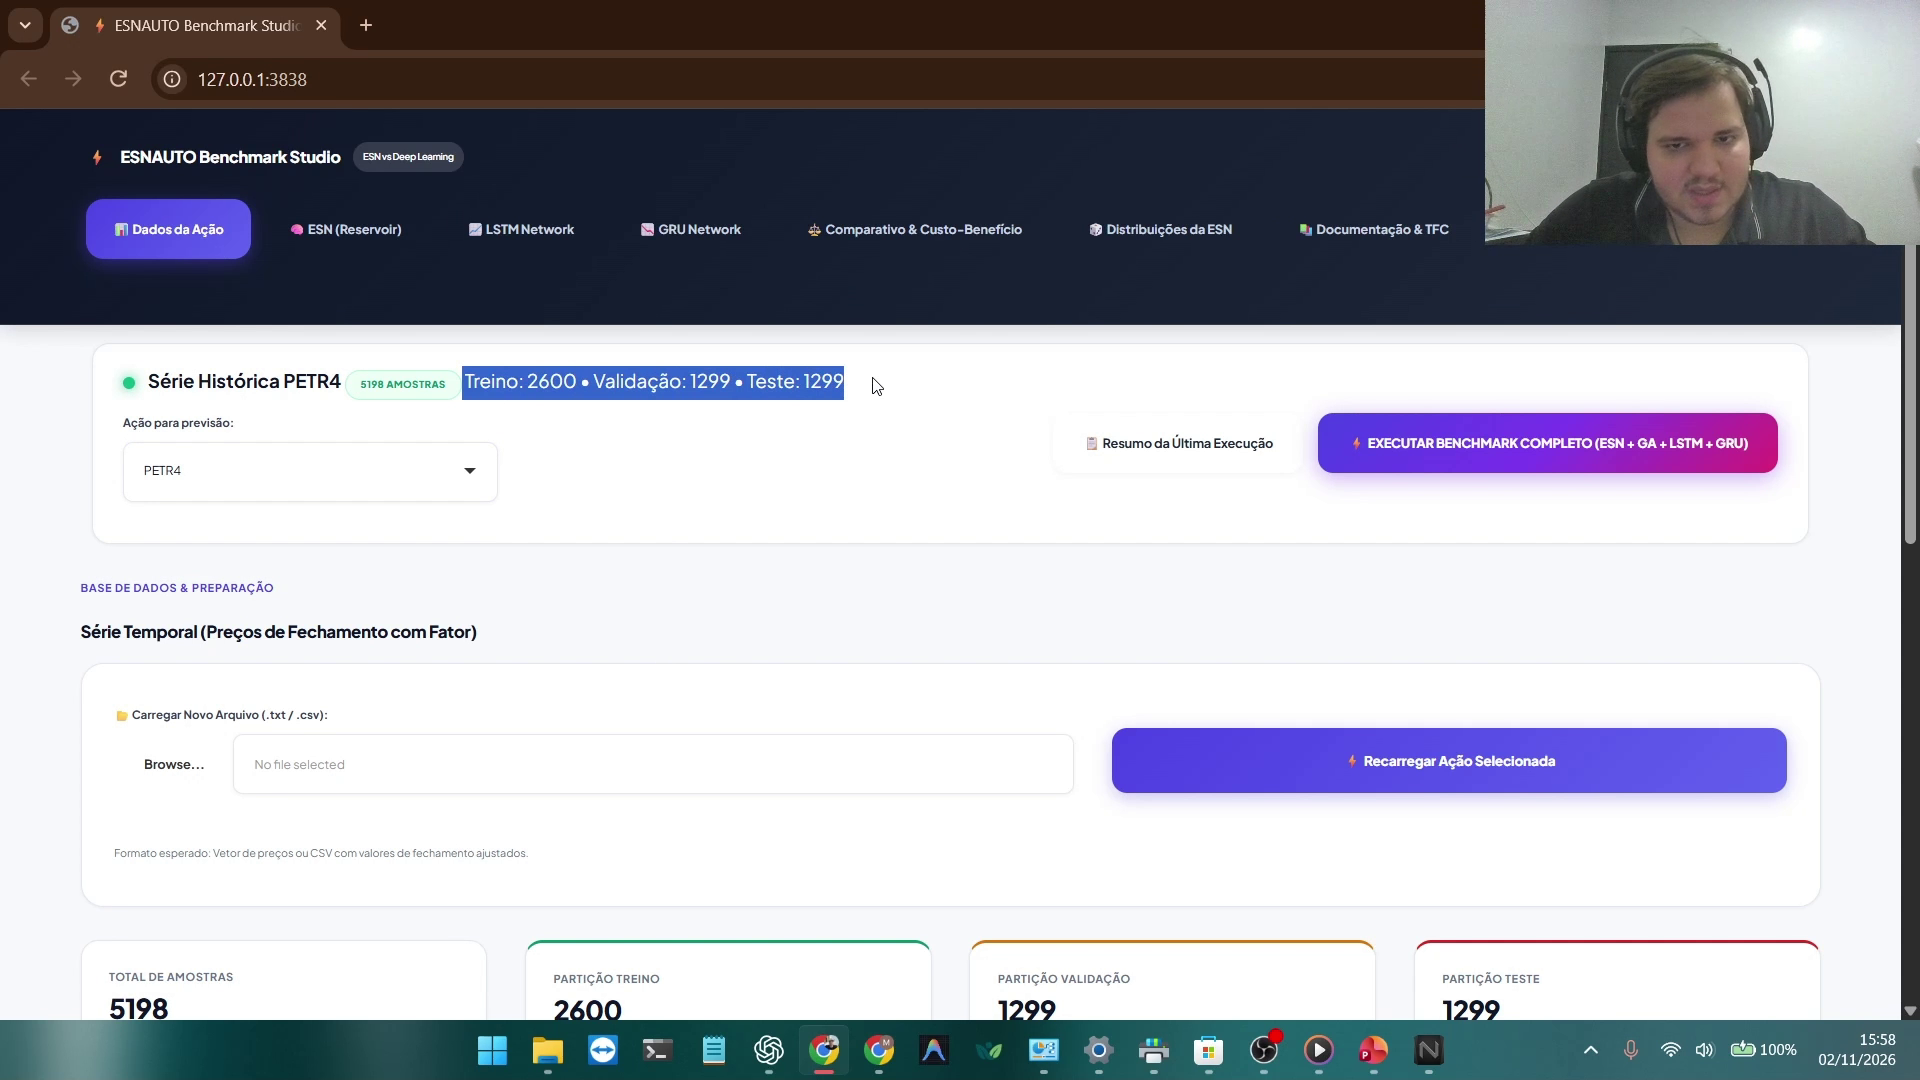 ESNAUTO Benchmark Studio
127.0.0.1:3838
ESNAUTO Benchmark Studio
ESN vs Deep Learning
Dados da Ação
ESN (Reservoir)
LSTM Network
GRU Network
Comparativo & Custo-Benefício
Distribuições da ESN
Documentação & TFC
Série Histórica PETR4 5198 AMOSTRAS Treino: 2600 • Validação: 1299 • Teste: 1299
Ação para previsão:
PETR4
Resumo da Última Execução
EXECUTAR BENCHMARK COMPLETO (ESN + GA + LSTM + GRU)
BASE DE DADOS & PREPARAÇÃO
Série Temporal (Preços de Fechamento com Fator)
Carregar Novo Arquivo (.txt / .csv):
Browse...
No file selected
Recarregar Ação Selecionada
Formato esperado: Vetor de preços ou CSV com valores de fechamento ajustados.
TOTAL DE AMOSTRAS
5198
PARTIÇÃO TREINO
2600
PARTIÇÃO VALIDAÇÃO
1299
PARTIÇÃO TESTE
1299
100%
15:58
02/11/2026